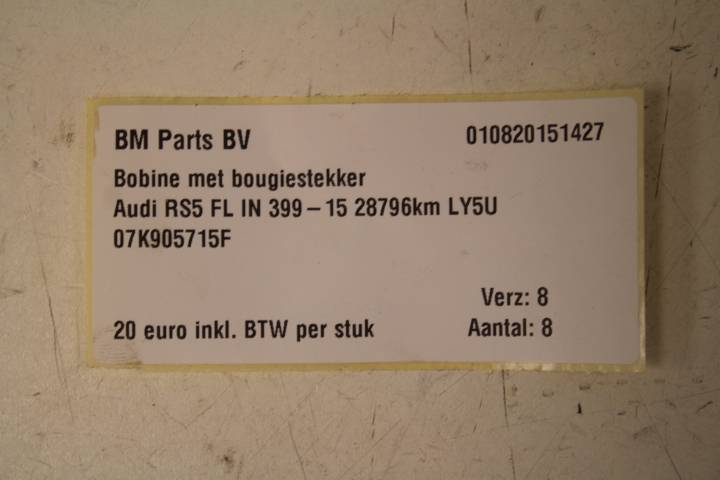 BM Parts BV 010820151427
Bobine met bougiestekker
Audi RS5 FL IN 399 – 15 28796km LY5U
07K905715F
Verz: 8
20 euro inkl. BTW per stuk Aantal: 8